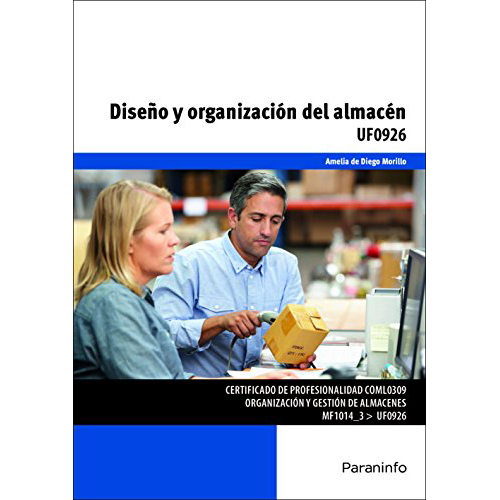 Diseño y organización del almacén
UF0926
Amelia de Diego Morillo
CERTIFICADO DE PROFESIONALIDAD COML0309
ORGANIZACIÓN Y GESTIÓN DE ALMACENES
MF1014_3 > UF0926
Paraninfo